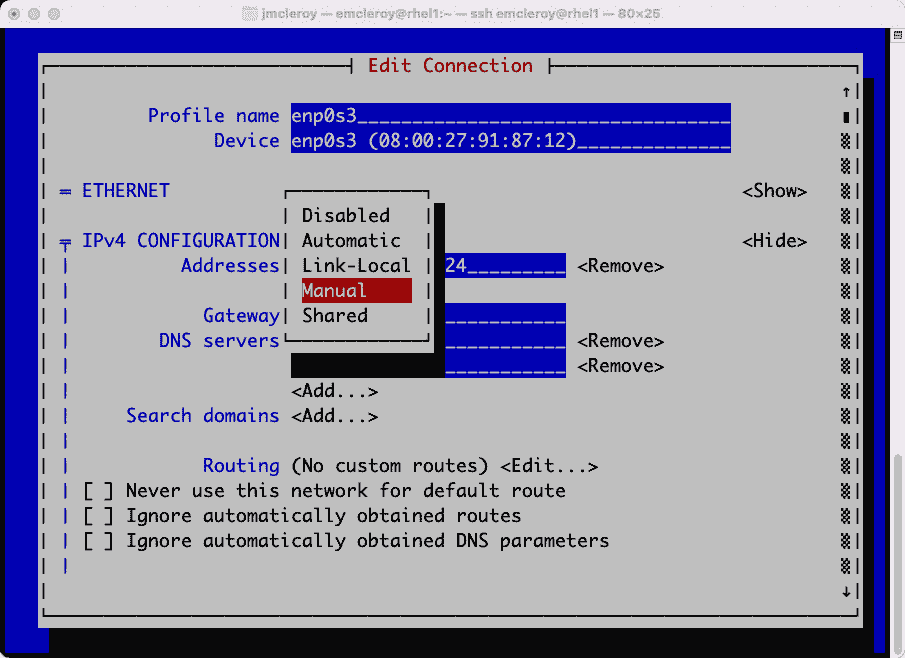 jmcleroy — emcleroy@rhel1:~ — ssh emcleroy@rhel1 — 80×25
Edit Connection
Profile name enp0s3
Device enp0s3 (08:00:27:91:87:12)
= ETHERNET <Show>
Disabled
IPv4 CONFIGURATION Automatic <Hide>
Addresses Link-Local 24 <Remove>
Manual
Gateway Shared
DNS servers <Remove>
<Remove>
<Add...>
Search domains <Add...>
Routing (No custom routes) <Edit...>
[ ] Never use this network for default route
[ ] Ignore automatically obtained routes
[ ] Ignore automatically obtained DNS parameters